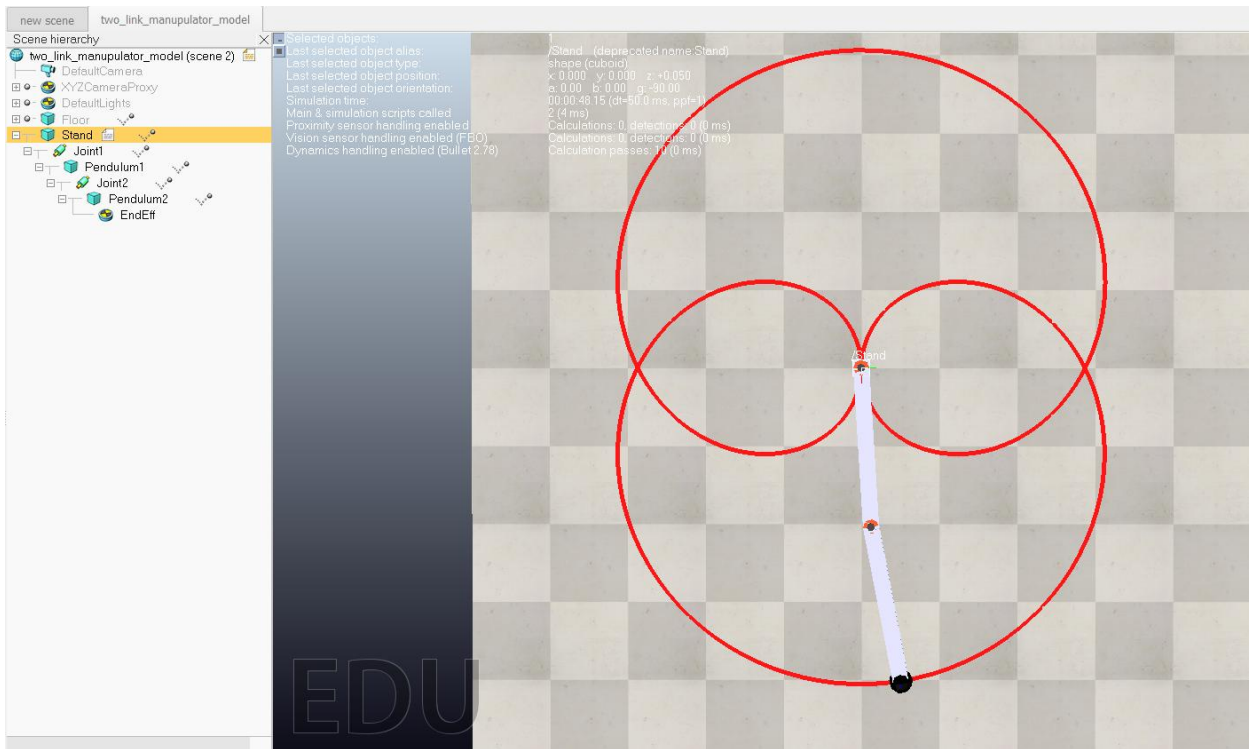 new scene
two_link_manupulator_model
Scene hierarchy
two_link_manupulator_model (scene 2)
DefaultCamera
XYZCameraProxy
DefaultLights
Floor
Stand
Joint1
Pendulum1
Joint2
Pendulum2
EndEff
Selected objects: 1
Last selected object alias: /Stand (deprecated name:Stand)
Last selected object type: shape (cuboid)
Last selected object position: x: 0.000 y: 0.000 z: +0.050
Last selected object orientation: a: 0.00 b: 0.00 g: -90.00
Simulation time: 00:00:48.15 (dt=50.0 ms, ppf=1)
Main & simulation scripts called 2 (4 ms)
Proximity sensor handling enabled Calculations: 0, detections: 0 (0 ms)
Vision sensor handling enabled (FBO) Calculations: 0, detections: 0 (0 ms)
Dynamics handling enabled (Bullet 2.78) Calculation passes: 10 (0 ms)
/Stand
EDU